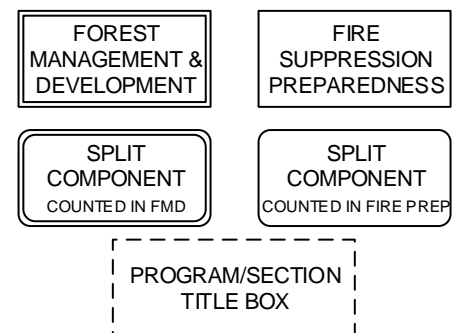 FOREST
MANAGEMENT &
DEVELOPMENT
FIRE
SUPPRESSION
PREPAREDNESS
SPLIT
COMPONENT
COUNTED IN FMD
SPLIT
COMPONENT
COUNTED IN FIRE PREP
PROGRAM/SECTION
TITLE BOX